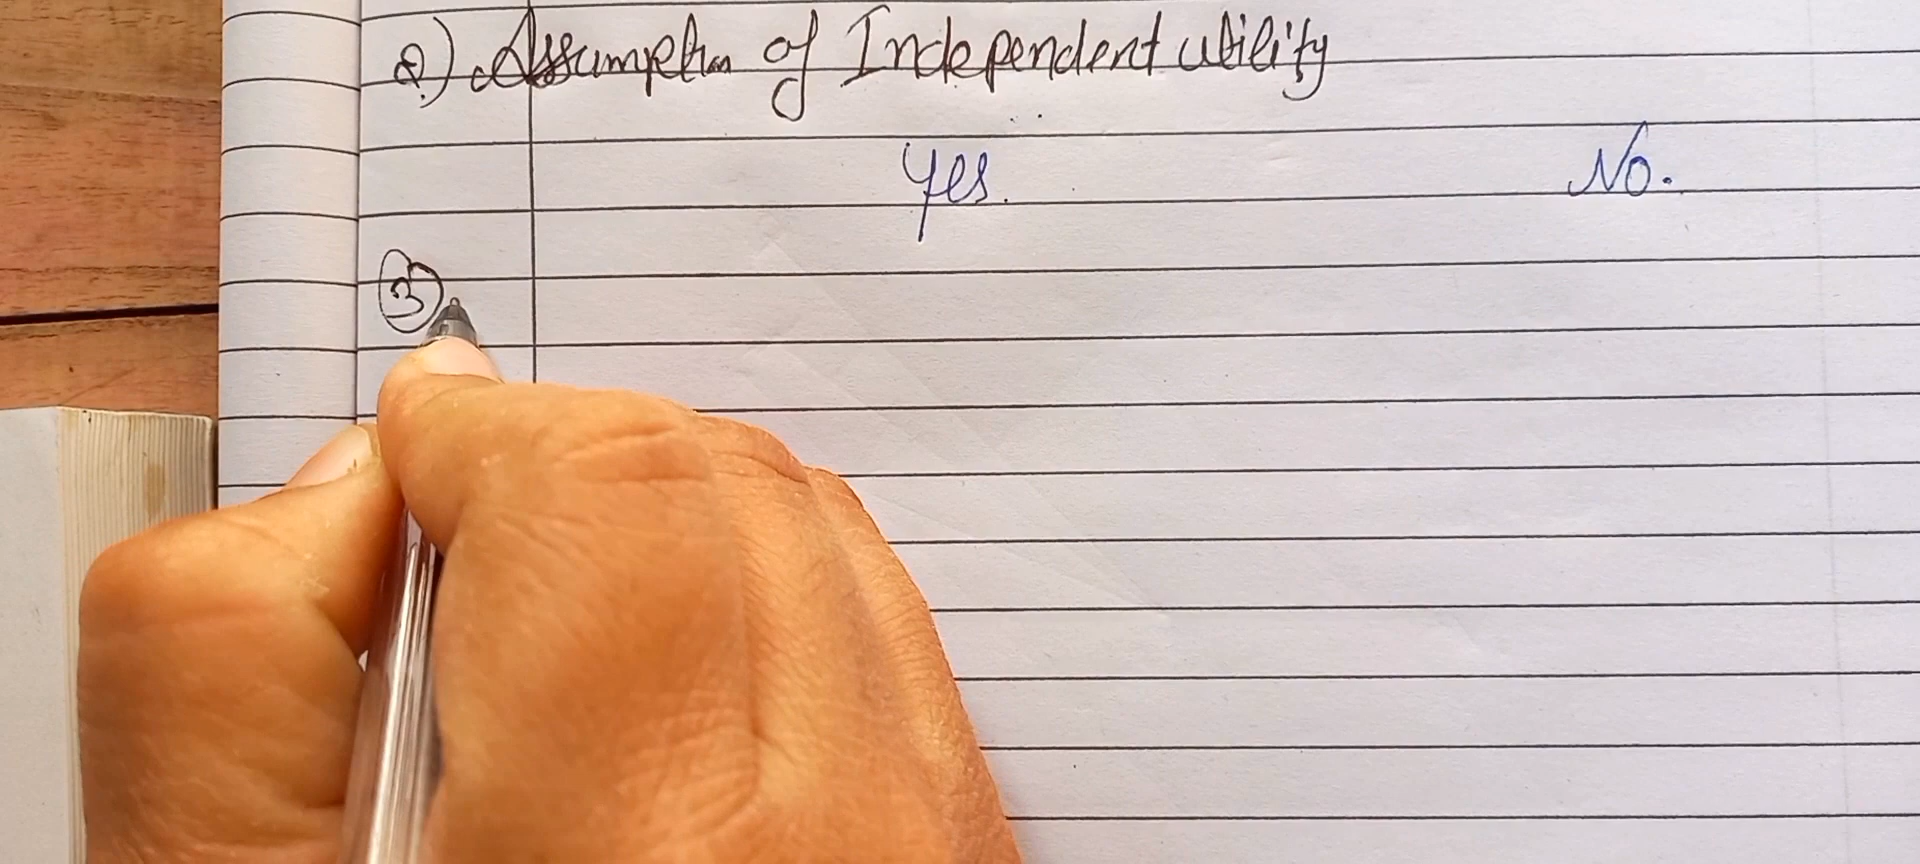 2) Assumption of Independent utility
Yes. No.
3